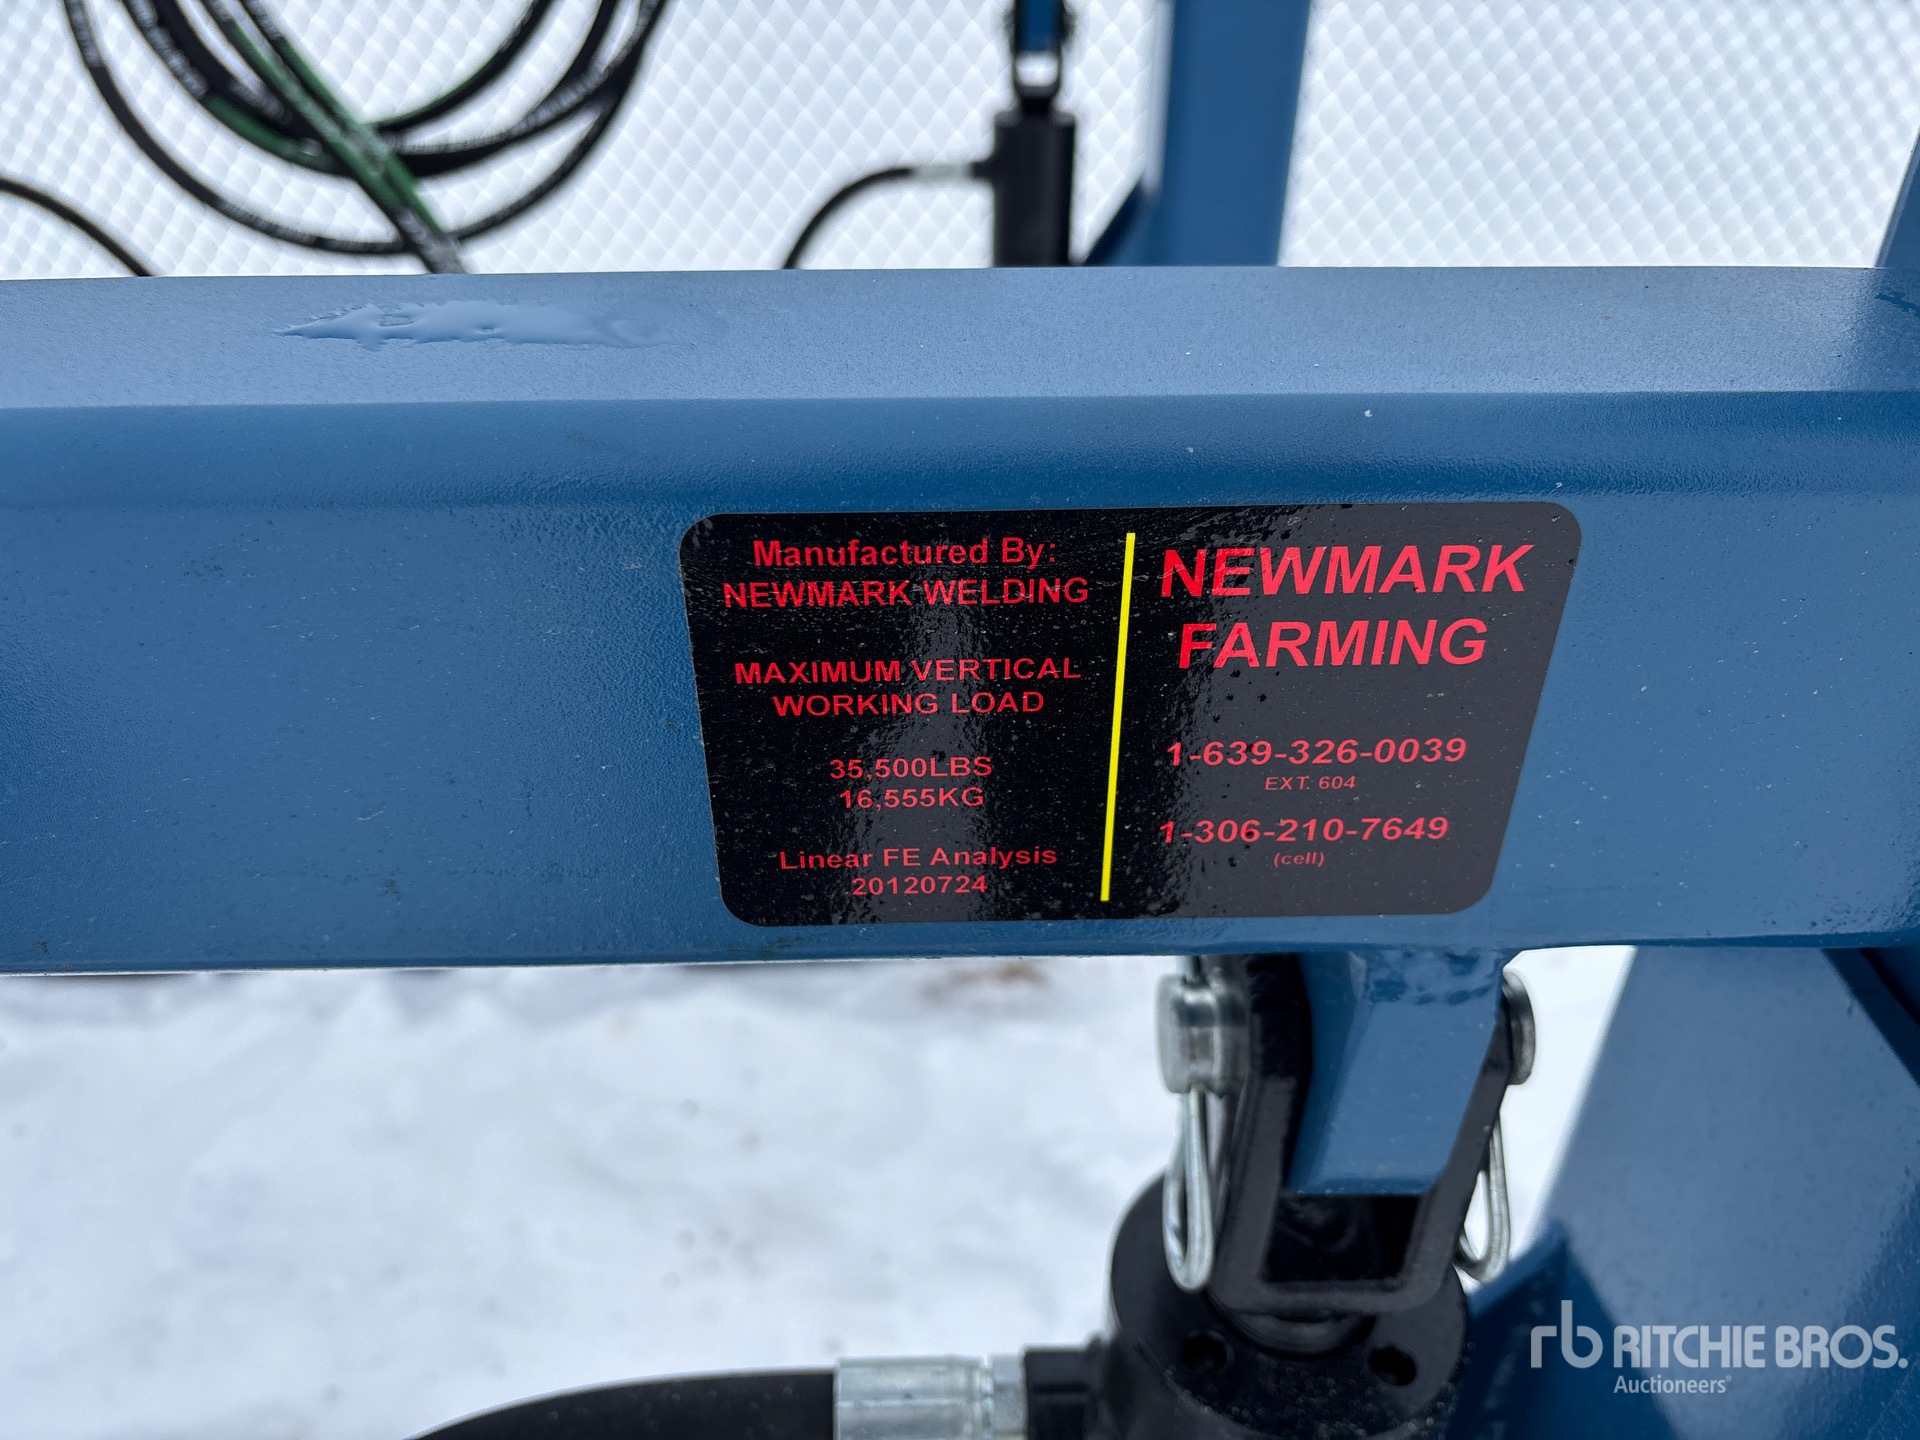 Manufactured By:
NEWMARK WELDING
MAXIMUM VERTICAL
WORKING LOAD
35,500LBS
16,555KG
Linear FE Analysis
20120724
NEWMARK
FARMING
1-639-326-0039
EXT. 604
1-306-210-7649
(cell)
rb RITCHIE BROS.
Auctioneers